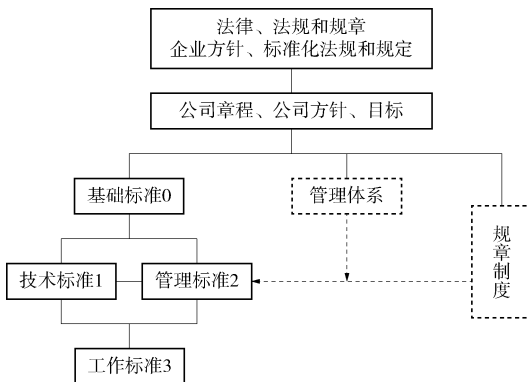 法律、法规和规章
企业方针、标准化法规和规定
公司章程、公司方针、目标
基础标准0
管理体系
规章制度
技术标准1
管理标准2
工作标准3